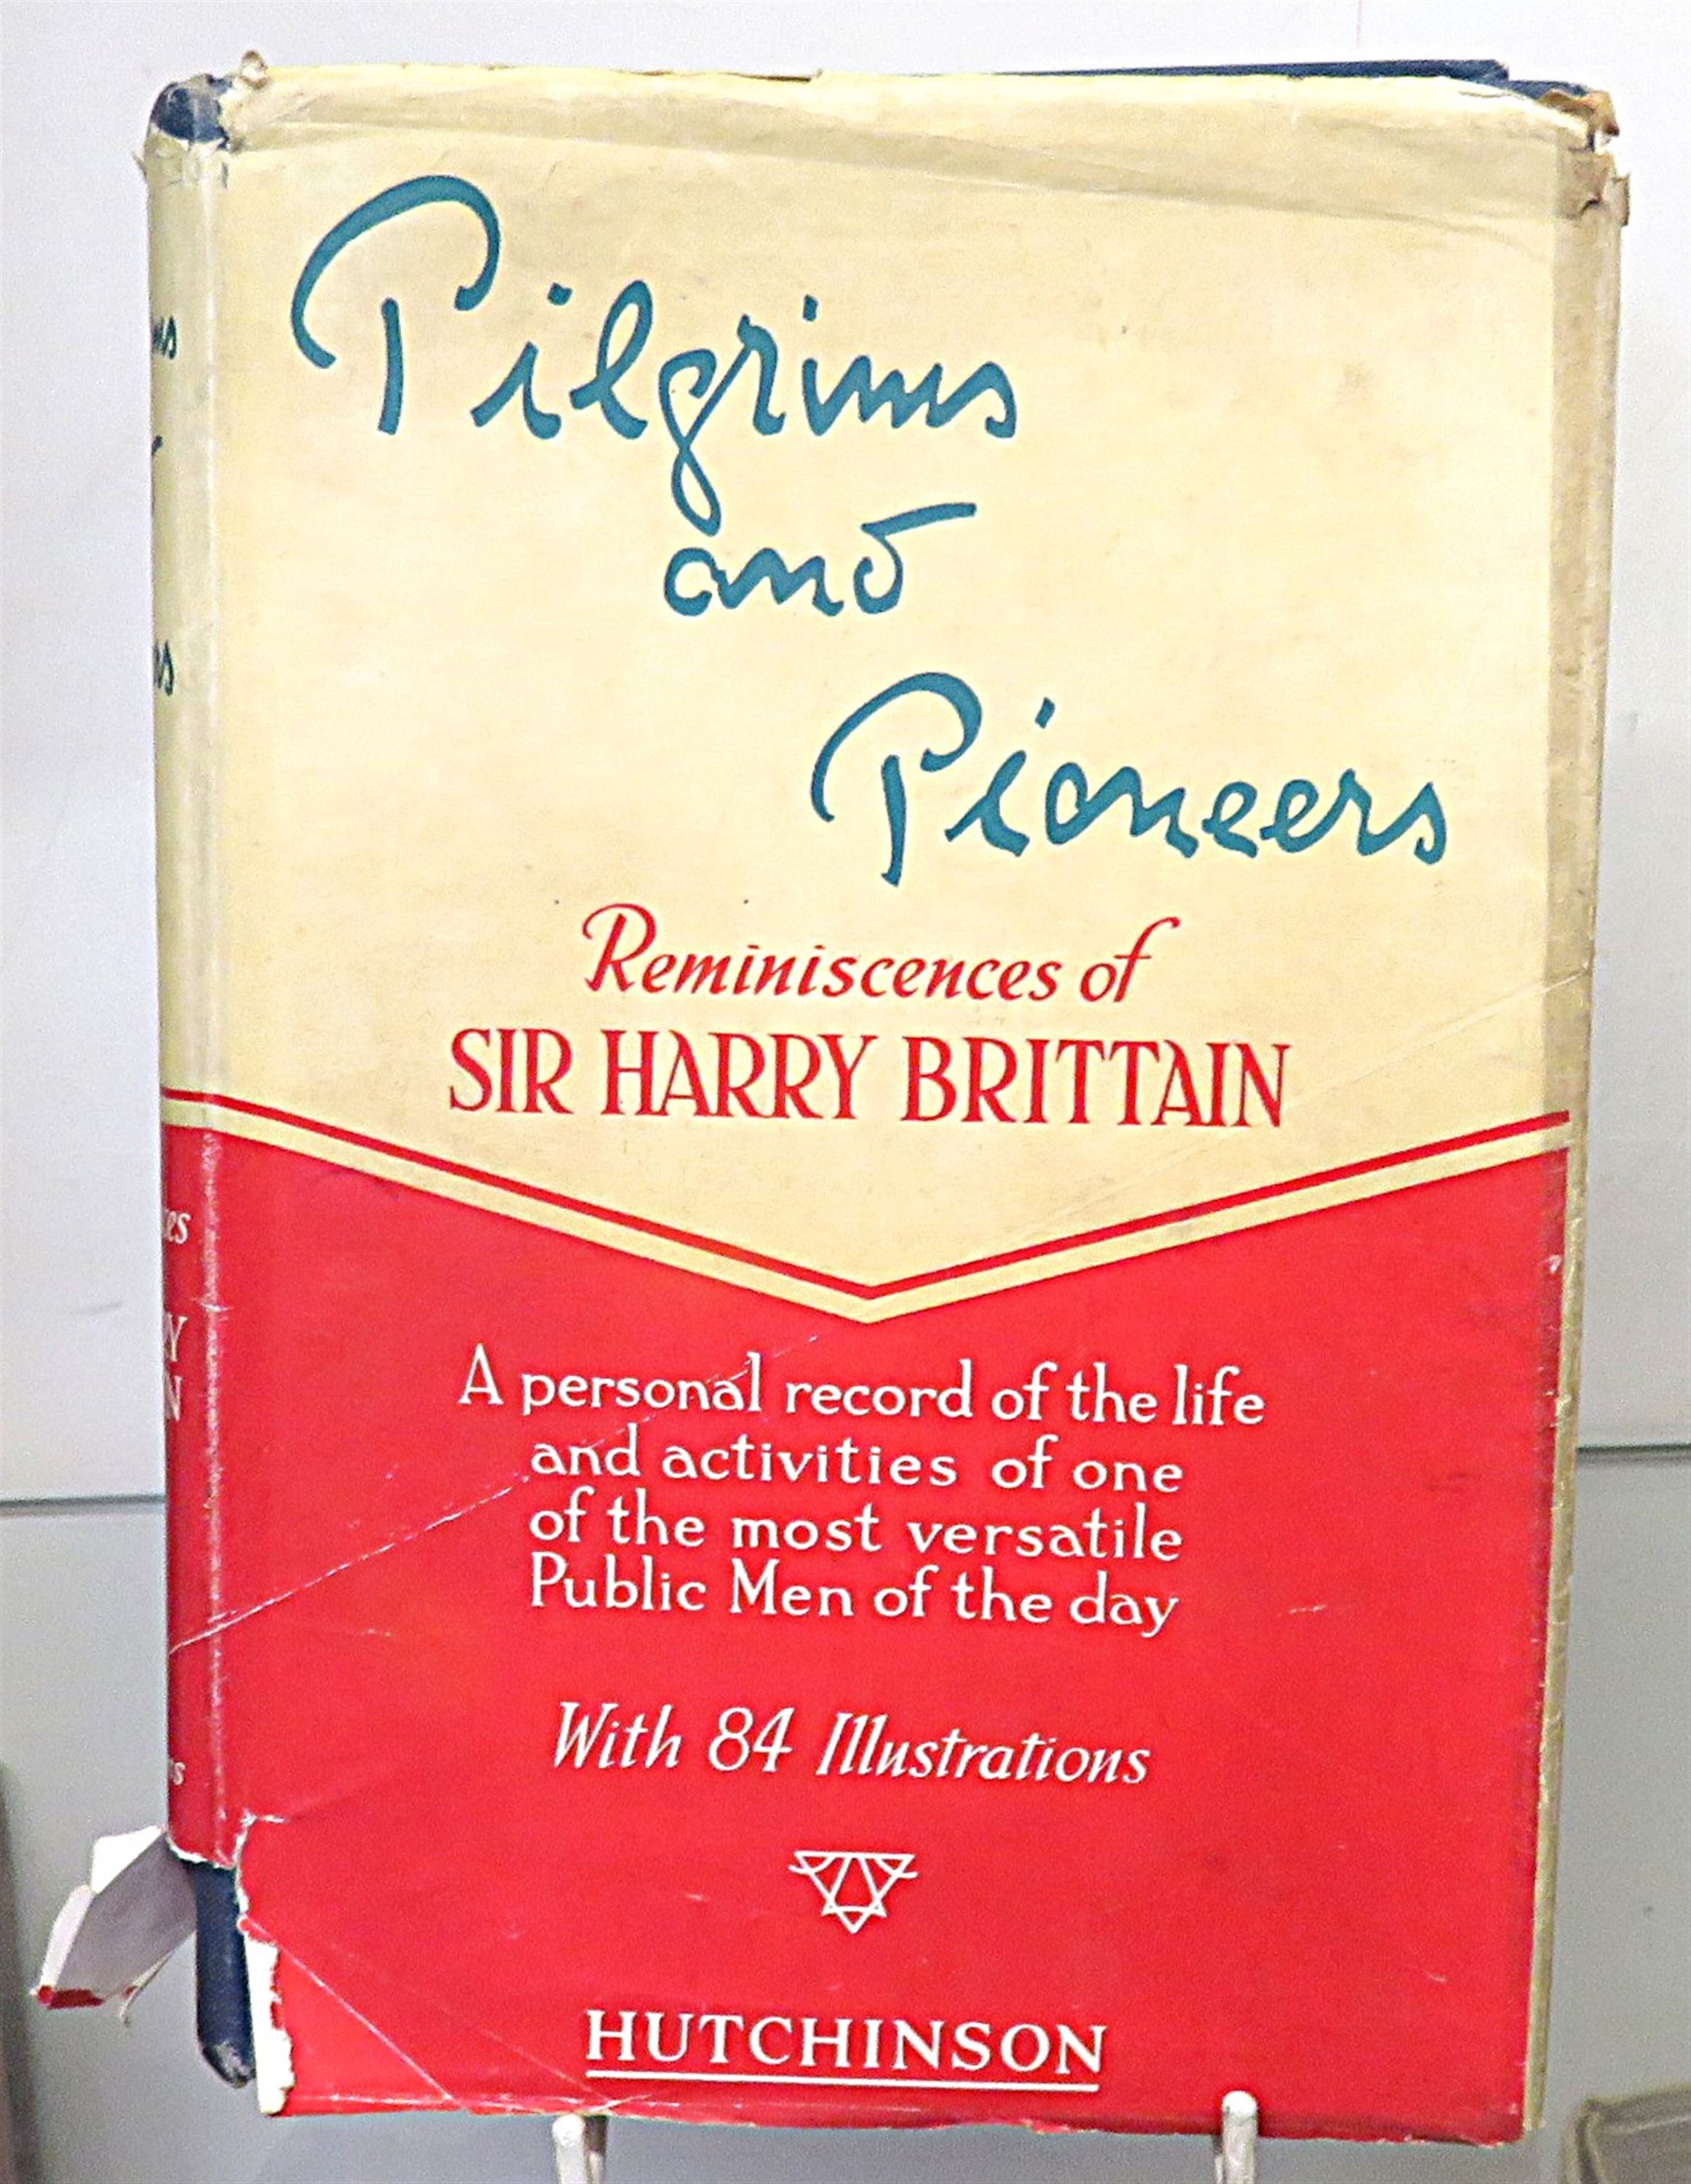 Pilgrims
and
Pioneers
Reminiscences of
SIR HARRY BRITTAIN
A personal record of the life
and activities of one
of the most versatile
Public Men of the day
With 84 Illustrations
HUTCHINSON